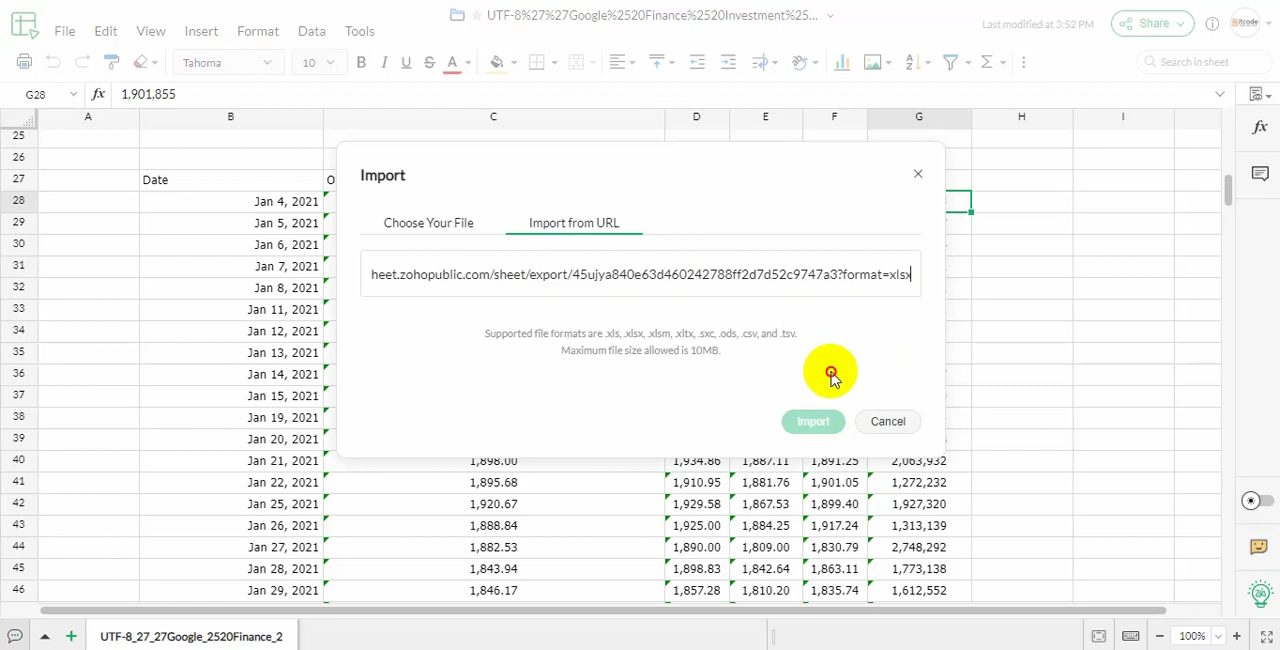 UTF-8%27%27Google%2520Finance%2520Investment%25...
File Edit View Insert Format Data Tools
Last modified at 3:52 PM
Share
Bitcode
Tahoma 10 B I U S A
Search in sheet
G28 fx 1,901,855
A B C D E F G H I
25
26
27 Date O
28 Jan 4, 2021
29 Jan 5, 2021
30 Jan 6, 2021
31 Jan 7, 2021
32 Jan 8, 2021
33 Jan 11, 2021
34 Jan 12, 2021
35 Jan 13, 2021
36 Jan 14, 2021
37 Jan 15, 2021
38 Jan 19, 2021
39 Jan 20, 2021
40 Jan 21, 2021 1,898.00 1,934.86 1,887.11 1,891.25 2,063,932
41 Jan 22, 2021 1,895.68 1,910.95 1,881.76 1,901.05 1,272,232
42 Jan 25, 2021 1,920.67 1,929.58 1,867.53 1,899.40 1,927,320
43 Jan 26, 2021 1,888.84 1,925.00 1,884.25 1,917.24 1,313,139
44 Jan 27, 2021 1,882.53 1,890.00 1,809.00 1,830.79 2,748,292
45 Jan 28, 2021 1,843.94 1,898.83 1,842.64 1,863.11 1,773,138
46 Jan 29, 2021 1,846.17 1,857.28 1,810.20 1,835.74 1,612,552
Import
Choose Your File Import from URL
heet.zohopublic.com/sheet/export/45ujya840e63d460242788ff2d7d52c9747a3?format=xlsx
Supported file formats are .xls, .xlsx, .xlsm, .xltx, .sxc, .ods, .csv, and .tsv.
Maximum file size allowed is 10MB.
Import Cancel
fx
UTF-8_27_27Google_2520Finance_2
100%